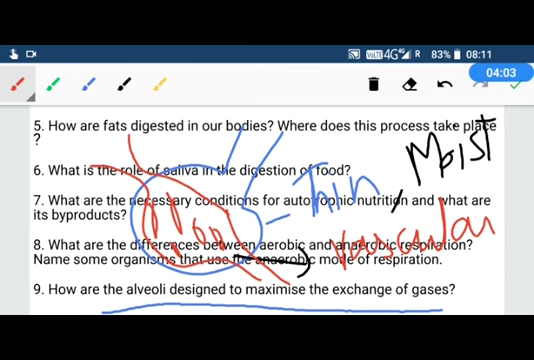 VoLTE 4G R 83% 08:11
04:03
5. How are fats digested in our bodies? Where does this process take place
?
6. What is the role of saliva in the digestion of food?
Moist
7. What are the necessary conditions for autotrophic nutrition and what are
its byproducts?
Thin
8. What are the differences between aerobic and anaerobic respiration?
Name some organisms that use the anaerobic mode of respiration.
vascular
9. How are the alveoli designed to maximise the exchange of gases?